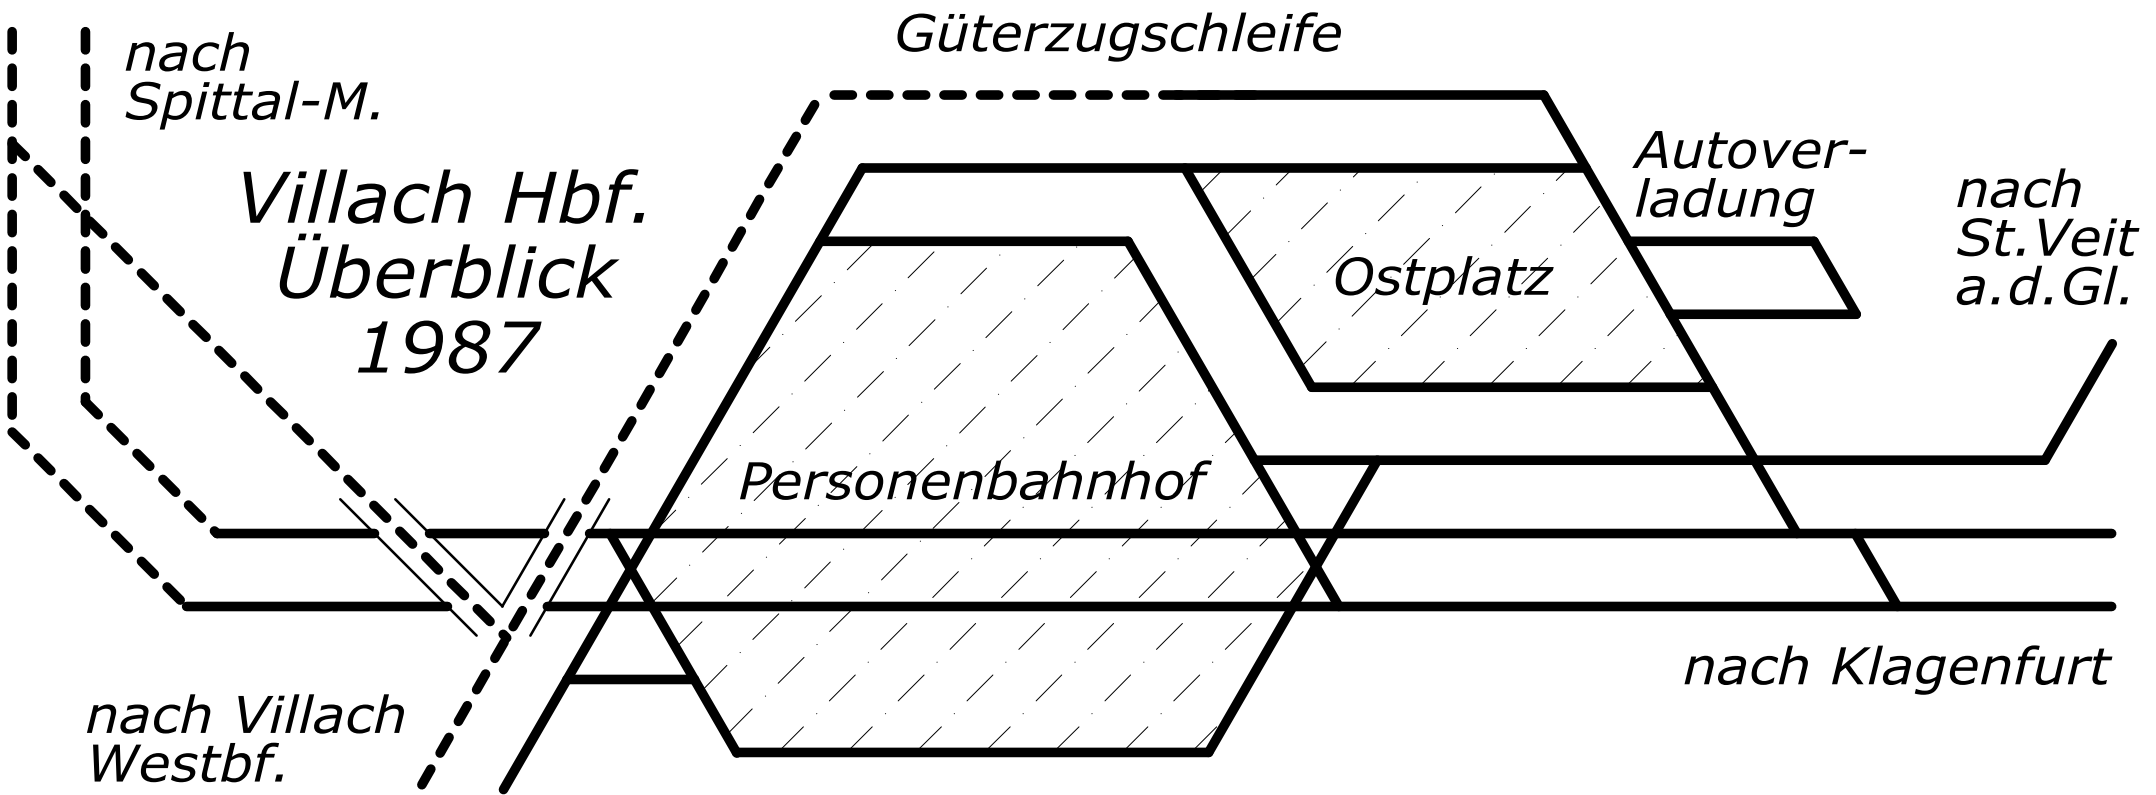 Güterzugschleife
nach
Spittal-M.
Villach Hbf.
Überblick
1987
Autover-
ladung
nach
St.Veit
a.d.Gl.
Ostplatz
Personenbahnhof
nach Klagenfurt
nach Villach
Westbf.